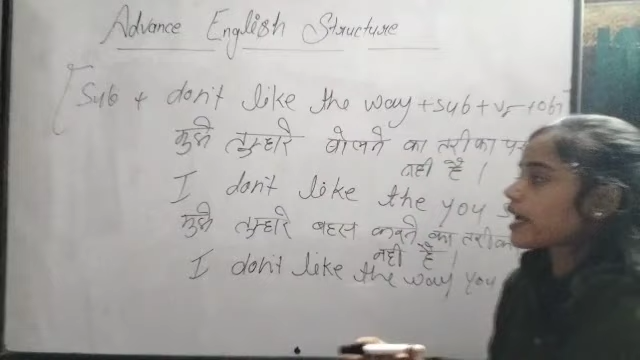 Advance English Structure
Sub + don't like the way + sub + v₁ + obj
मुझे तुम्हारे बोलने का तरीका
नही है ।
I don't like the you
मुझे तुम्हारे बहस करने का तरीका
नही है ।
I don't like the way you